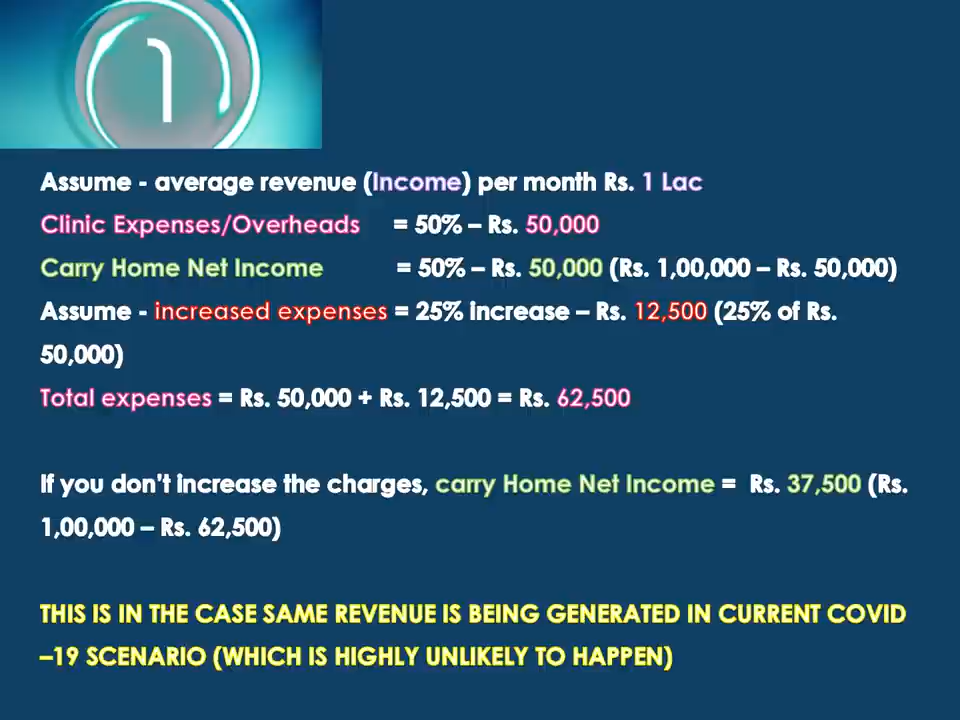 1
Assume - average revenue (Income) per month Rs. 1 Lac
Clinic Expenses/Overheads = 50% – Rs. 50,000
Carry Home Net Income = 50% – Rs. 50,000 (Rs. 1,00,000 – Rs. 50,000)
Assume - increased expenses = 25% increase – Rs. 12,500 (25% of Rs.
50,000)
Total expenses = Rs. 50,000 + Rs. 12,500 = Rs. 62,500
If you don't increase the charges, carry Home Net Income = Rs. 37,500 (Rs.
1,00,000 – Rs. 62,500)
THIS IS IN THE CASE SAME REVENUE IS BEING GENERATED IN CURRENT COVID
–19 SCENARIO (WHICH IS HIGHLY UNLIKELY TO HAPPEN)